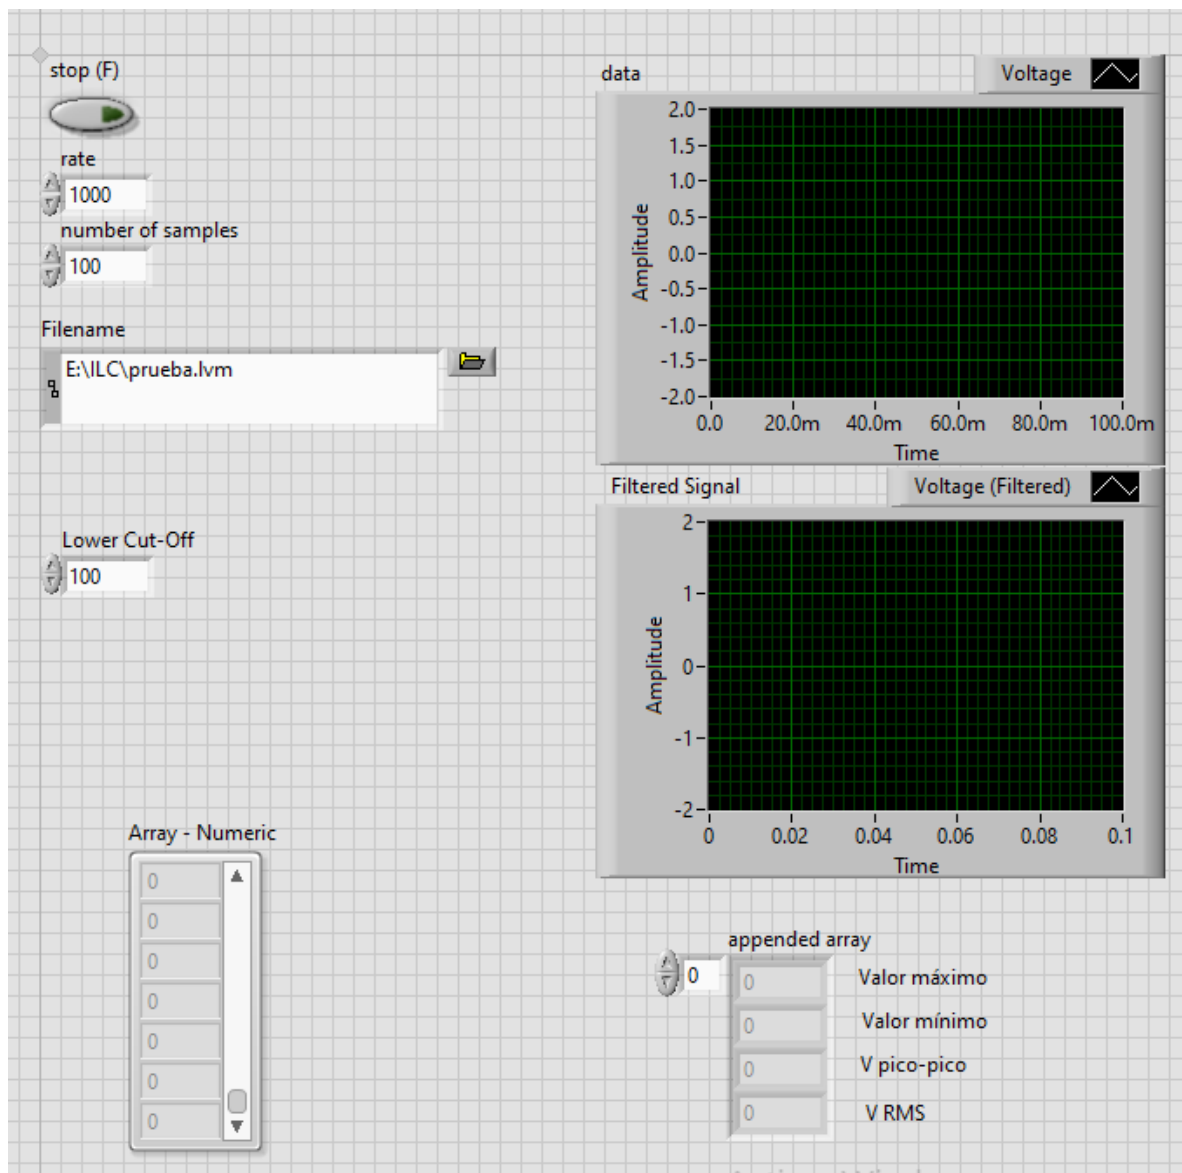 stop (F)
rate
1000
number of samples
100
Filename
E:\ILC\prueba.lvm
Lower Cut-Off
100
Array - Numeric
0
0
0
0
0
0
0
data
Voltage
2.0
1.5
1.0
0.5
0.0
-0.5
-1.0
-1.5
-2.0
Amplitude
0.0 20.0m 40.0m 60.0m 80.0m 100.0m
Time
Filtered Signal
Voltage (Filtered)
2
1
0
-1
-2
Amplitude
0 0.02 0.04 0.06 0.08 0.1
Time
appended array
0
0 Valor máximo
0 Valor mínimo
0 V pico-pico
0 V RMS